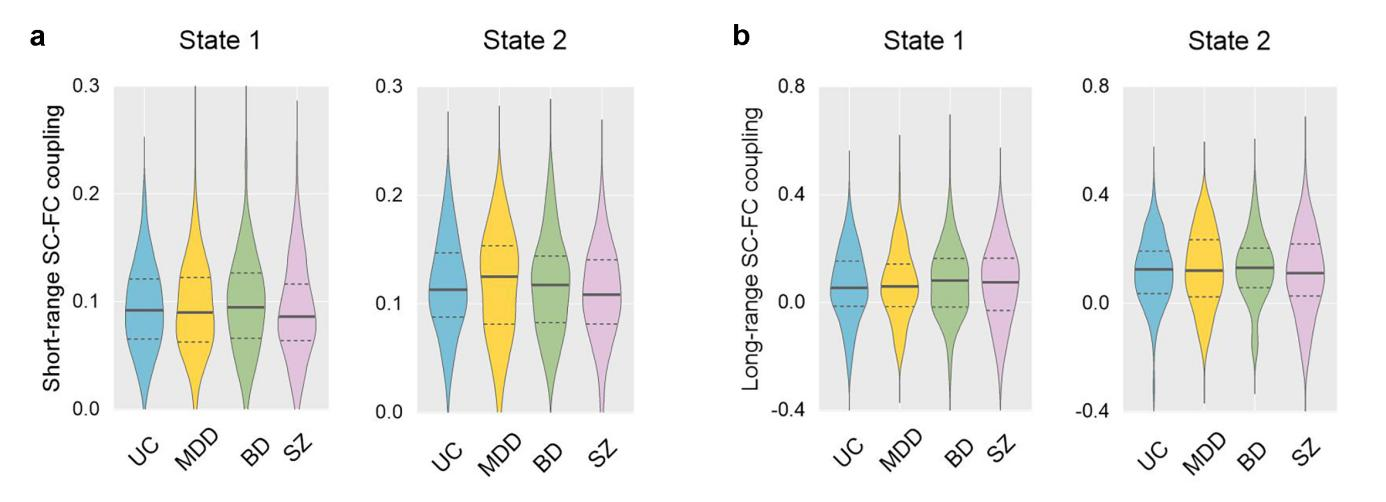 a
State 1
State 2
Short-range SC-FC coupling
0.3
0.2
0.1
0.0
UC
MDD
BD
SZ
0.3
0.2
0.1
0.0
UC
MDD
BD
SZ
b
State 1
State 2
Long-range SC-FC coupling
0.8
0.4
0.0
-0.4
UC
MDD
BD
SZ
0.8
0.4
0.0
-0.4
UC
MDD
BD
SZ